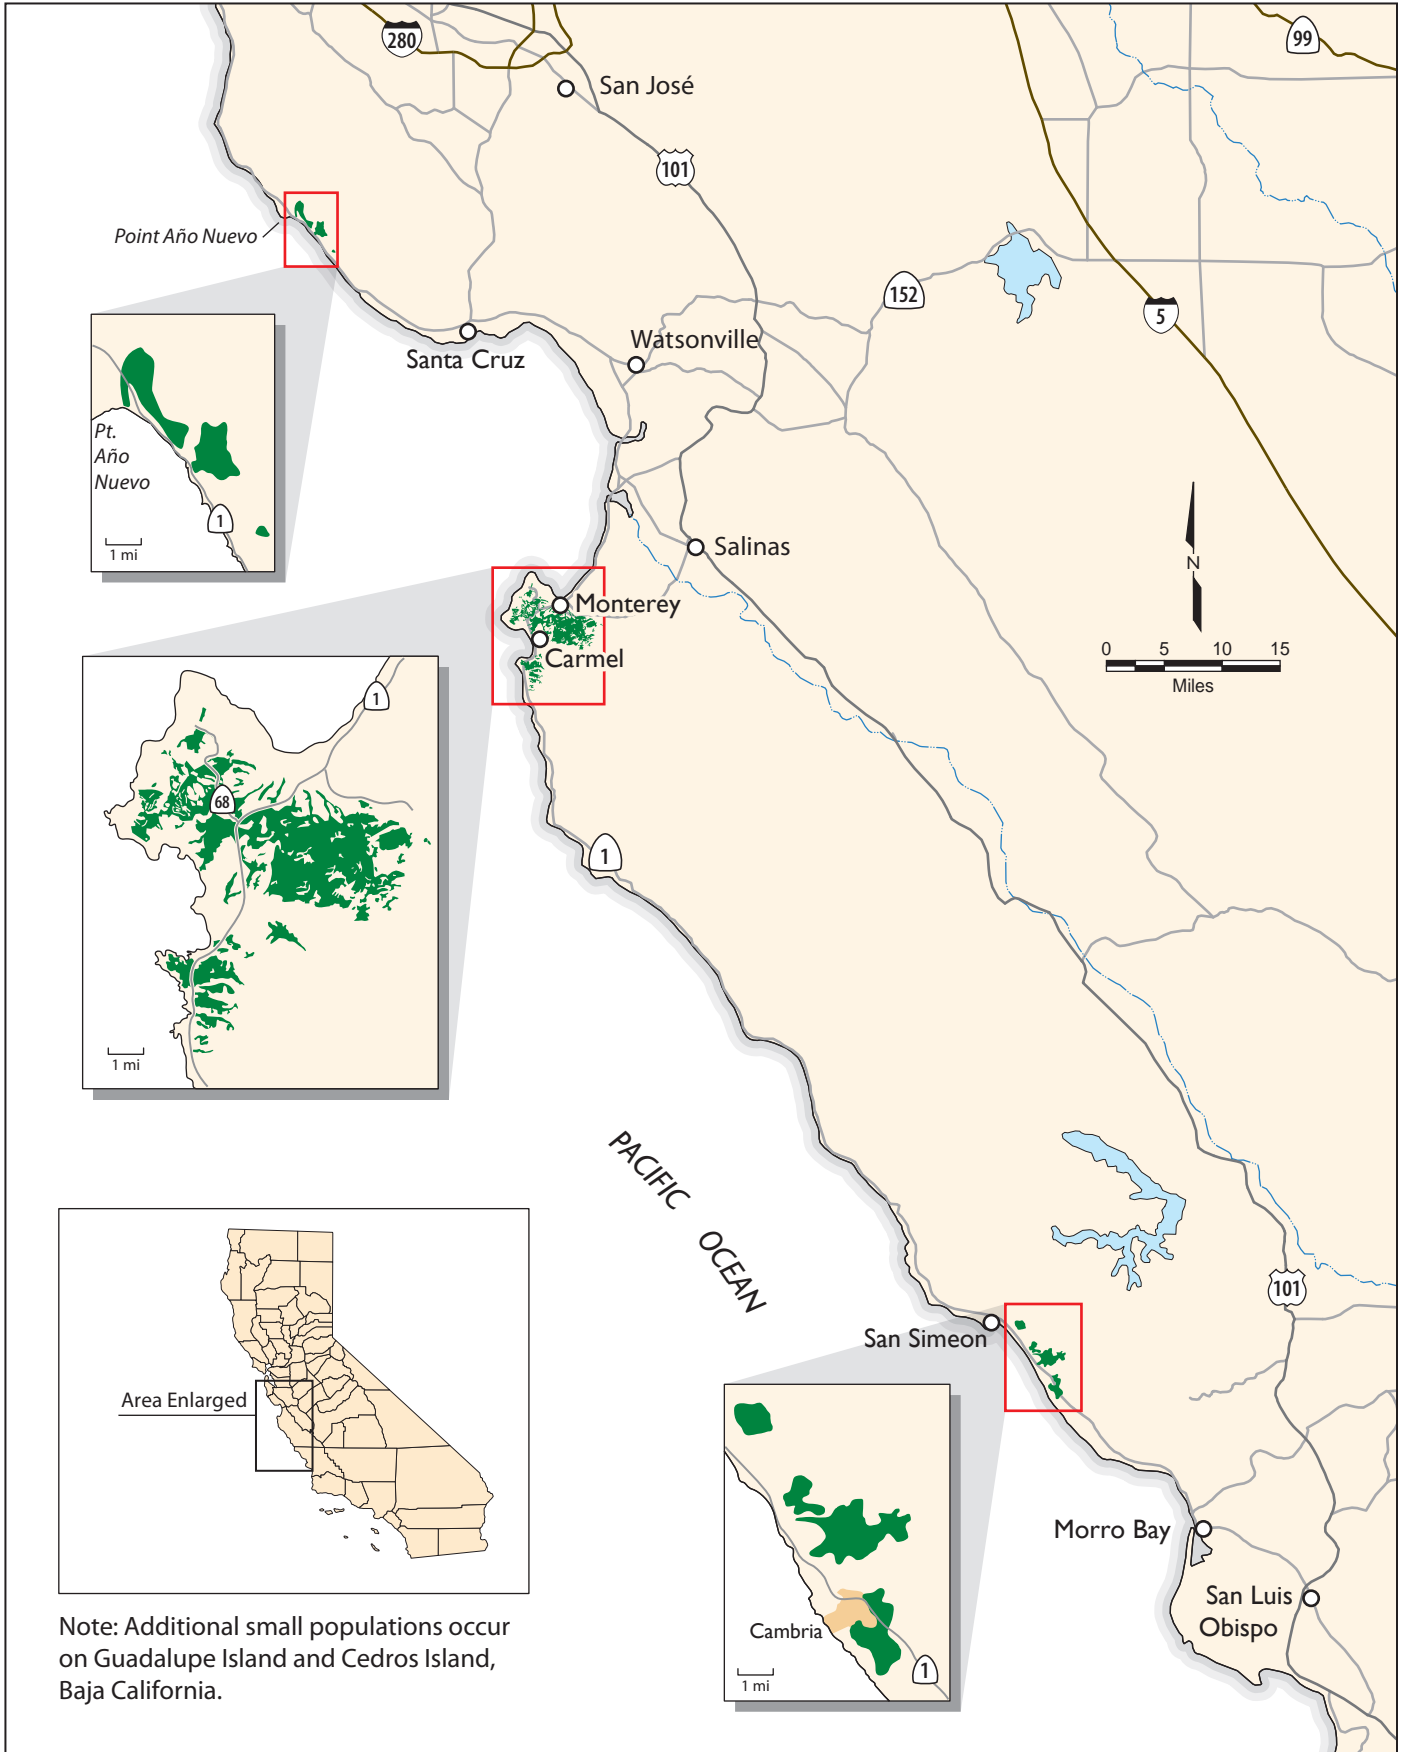 280
99
San José
101
Point Año Nuevo
152
5
Santa Cruz
Watsonville
Pt.
Año
Nuevo
1
1 mi
Salinas
N
Monterey
Carmel
0 5 10 15
Miles
1
68
1 mi
1
PACIFIC OCEAN
101
San Simeon
Area Enlarged
Morro Bay
San Luis
Obispo
Cambria
1
1 mi
Note: Additional small populations occur
on Guadalupe Island and Cedros Island,
Baja California.